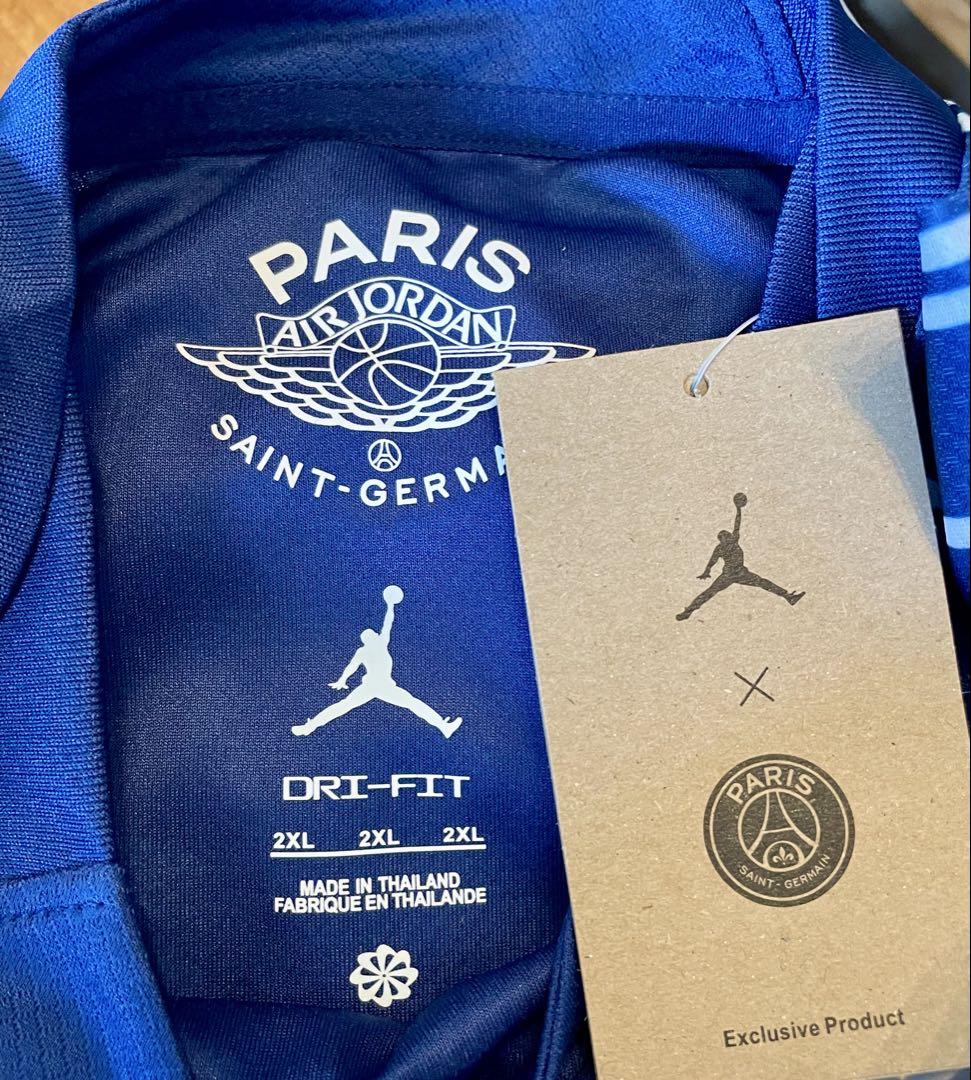 PARIS
AIR JORDAN
SAINT-GERMA
DRI-FIT
2XL 2XL 2XL
MADE IN THAILAND
FABRIQUE EN THAILANDE
×
PARIS
SAINT-GERMAIN
Exclusive Product